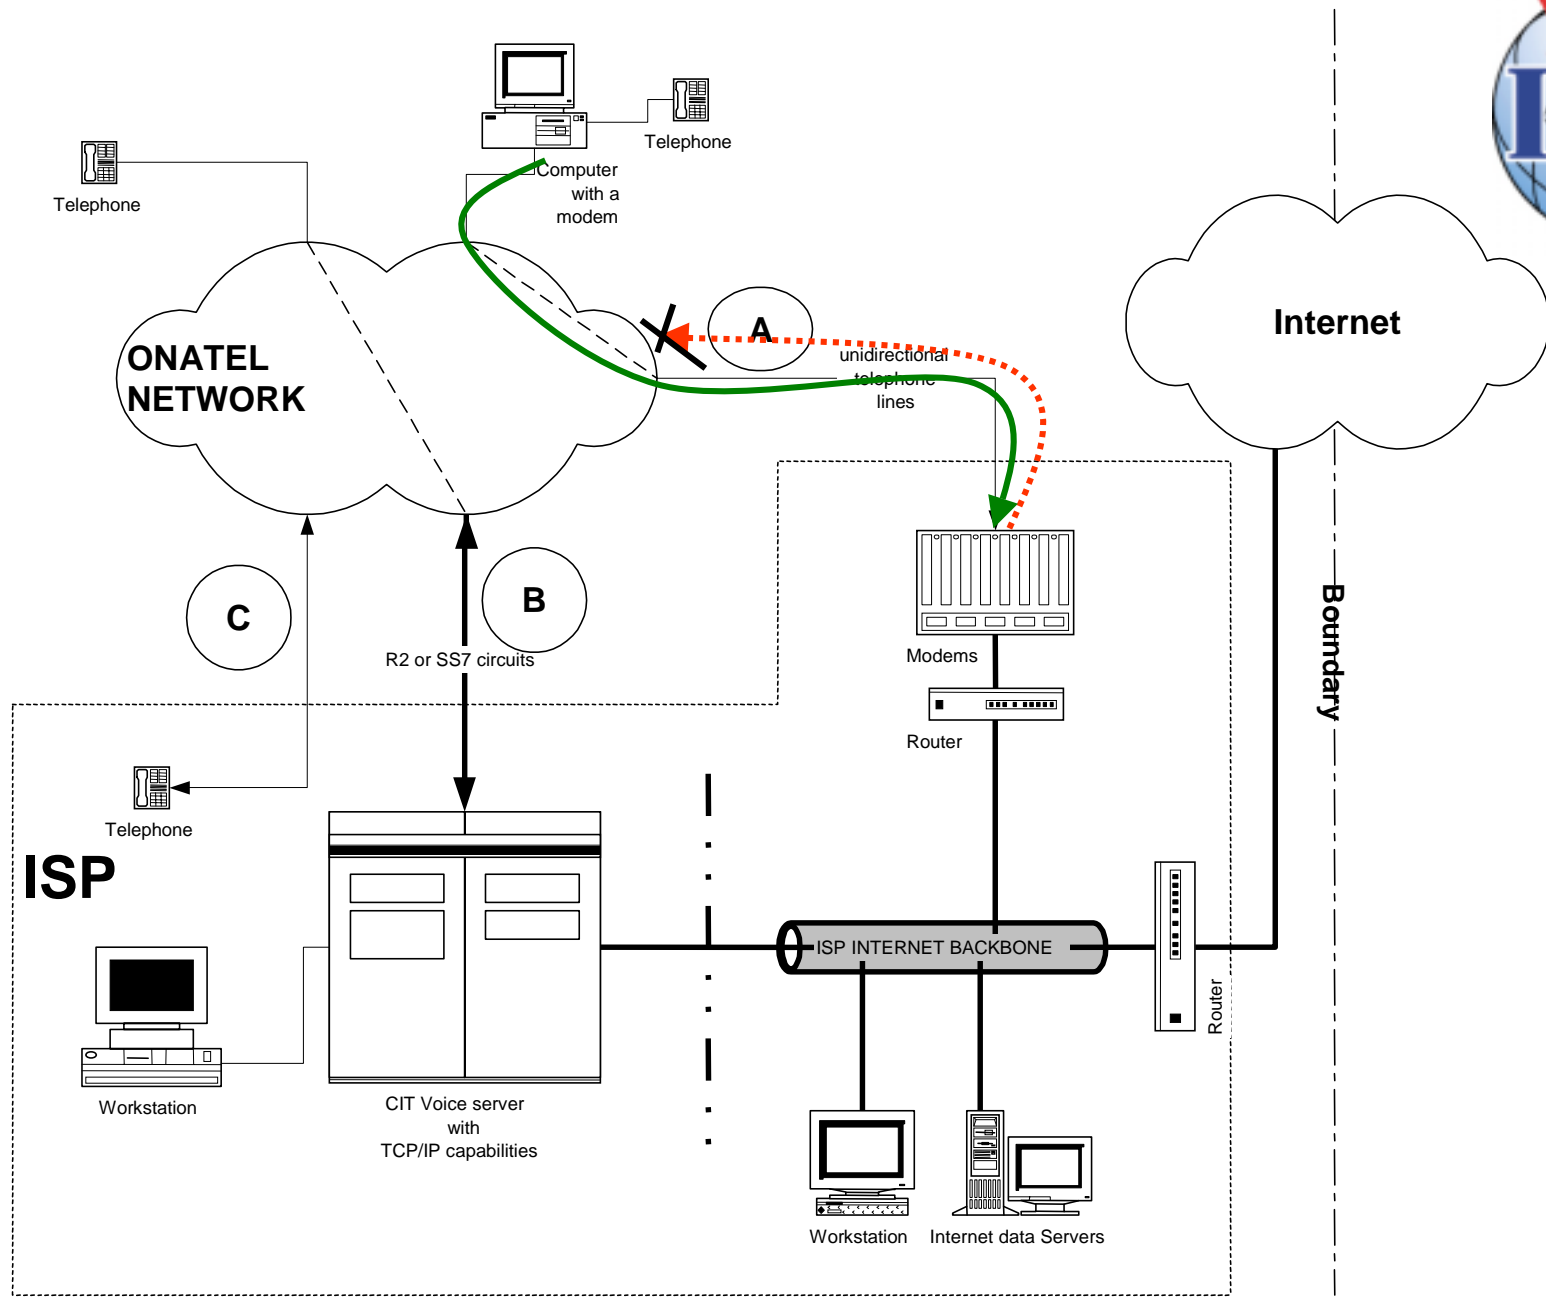 Telephone
Telephone
Computer
with a
modem
ONATEL
NETWORK
A
unidirectional
telephone
lines
Internet
C
B
R2 or SS7 circuits
Modems
Router
Boundary
Telephone
ISP
ISP INTERNET BACKBONE
Router
Workstation
CIT Voice server
with
TCP/IP capabilities
Workstation
Internet data Servers